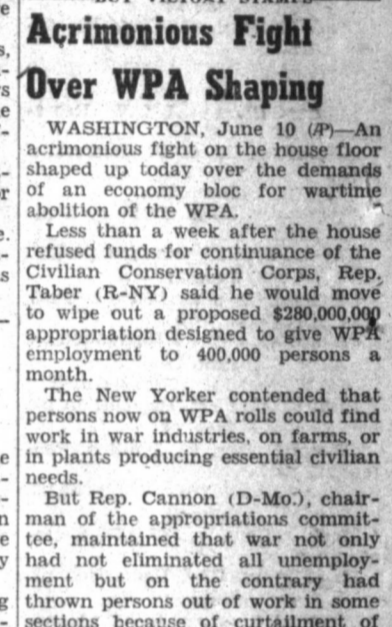 BUY VICTORY STAMPS
Acrimonious Fight
Over WPA Shaping
WASHINGTON, June 10 (AP)—An
acrimonious fight on the house floor
shaped up today over the demands
of an economy bloc for wartime
abolition of the WPA.
Less than a week after the house
refused funds for continuance of the
Civilian Conservation Corps, Rep.
Taber (R-NY) said he would move
to wipe out a proposed $280,000,000
appropriation designed to give WPA
employment to 400,000 persons a
month.
The New Yorker contended that
persons now on WPA rolls could find
work in war industries, on farms, or
in plants producing essential civilian
needs.
But Rep. Cannon (D-Mo.), chair-
man of the appropriations commit-
tee, maintained that war not only
had not eliminated all unemploy-
ment but on the contrary had
thrown persons out of work in some
sections because of curtailment of